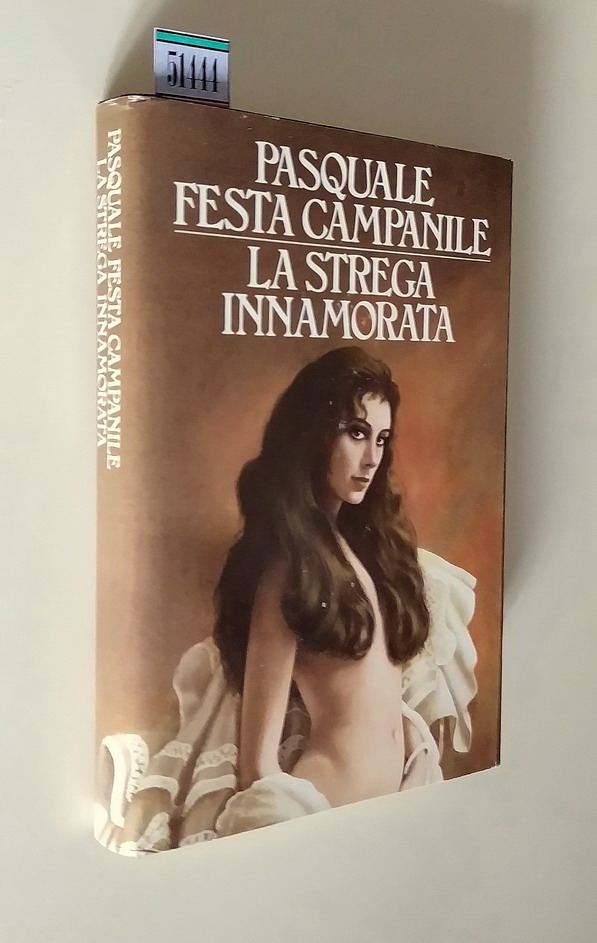 51444
PASQUALE
FESTA CAMPANILE
LA STREGA
INNAMORATA
PASQUALE FESTA CAMPANILE
LA STREGA INNAMORATA